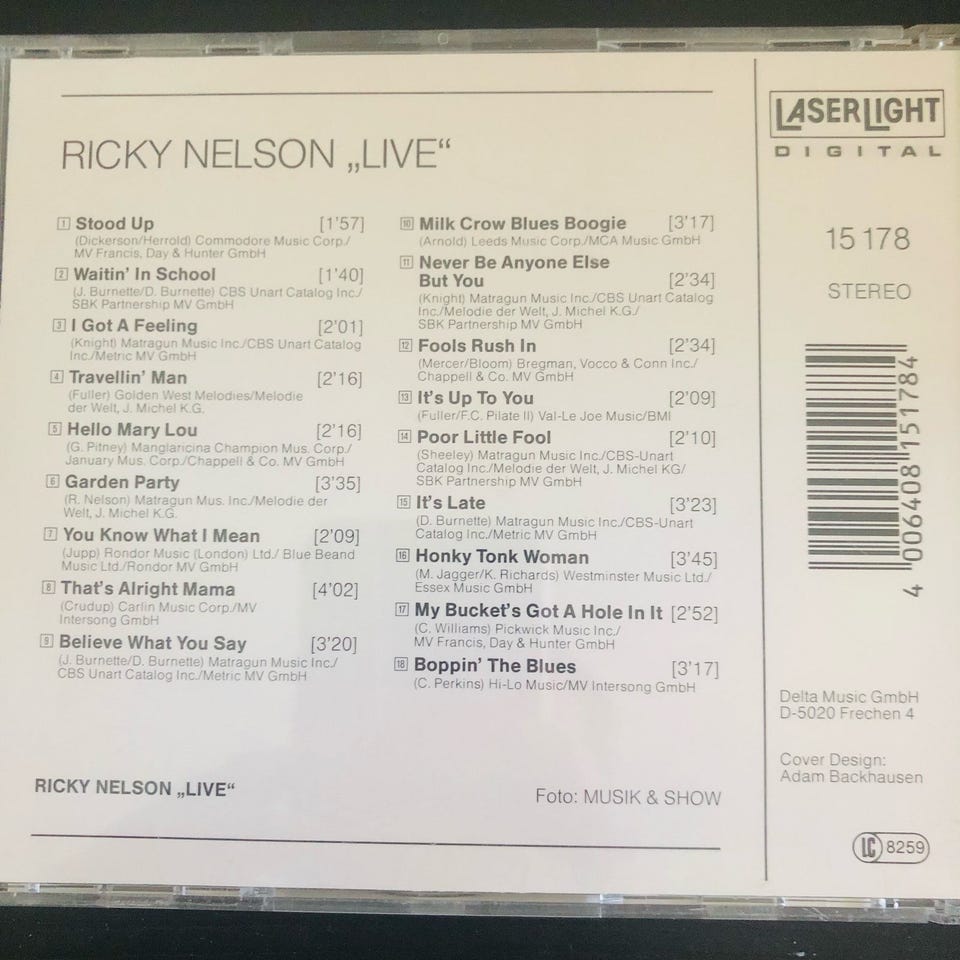 RICKY NELSON „LIVE“
1 Stood Up [1'57]
(Dickerson/Herrold) Commodore Music Corp./
MV Francis, Day & Hunter GmbH
2 Waitin' In School [1'40]
(J. Burnette/D. Burnette) CBS Unart Catalog Inc./
SBK Partnership MV GmbH
3 I Got A Feeling [2'01]
(Knight) Matragun Music Inc./CBS Unart Catalog
Inc./Metric MV GmbH
4 Travellin' Man [2'16]
(Fuller) Golden West Melodies/Melodie
der Welt, J. Michel K.G.
5 Hello Mary Lou [2'16]
(G. Pitney) Manglancina Champion Mus. Corp./
January Mus. Corp./Chappell & Co. MV GmbH
6 Garden Party [3'35]
(R. Nelson) Matragun Mus. Inc./Melodie der
Welt, J. Michel K.G.
7 You Know What I Mean [2'09]
(Jupp) Rondor Music (London) Ltd./ Blue Beand
Music Ltd./Rondor MV GmbH
8 That's Alright Mama [4'02]
(Crudup) Carlin Music Corp./MV
Intersong GmbH
9 Believe What You Say [3'20]
(J. Burnette/D. Burnette) Matragun Music Inc./
CBS Unart Catalog Inc./Metric MV GmbH
10 Milk Crow Blues Boogie [3'17]
(Arnold) Leeds Music Corp./MCA Music GmbH
11 Never Be Anyone Else
But You [2'34]
(Knight) Matragun Music Inc./CBS Unart Catalog
Inc./Melodie der Welt, J. Michel K.G./
SBK Partnership MV GmbH
12 Fools Rush In [2'34]
(Mercer/Bloom) Bregman, Vocco & Conn Inc./
Chappell & Co. MV GmbH
13 It's Up To You [2'09]
(Fuller/F.C. Pilate II) Val-Le Joe Music/BMI
14 Poor Little Fool [2'10]
(Sheeley) Matragun Music Inc./CBS-Unart
Catalog Inc./Melodie der Welt, J. Michel KG/
SBK Partnership MV GmbH
15 It's Late [3'23]
(D. Burnette) Matragun Music Inc./CBS-Unart
Catalog Inc./Metric MV GmbH
16 Honky Tonk Woman [3'45]
(M. Jagger/K. Richards) Westminster Music Ltd./
Essex Music GmbH
17 My Bucket's Got A Hole In It [2'52]
(C. Williams) Pickwick Music Inc./
MV Francis, Day & Hunter GmbH
18 Boppin' The Blues [3'17]
(C. Perkins) Hi-Lo Music/MV Intersong GmbH
RICKY NELSON „LIVE“
Foto: MUSIK & SHOW
LASERLIGHT
DIGITAL
15 178
STEREO
4 006408 151784
Delta Music GmbH
D-5020 Frechen 4
Cover Design:
Adam Backhausen
LC 8259